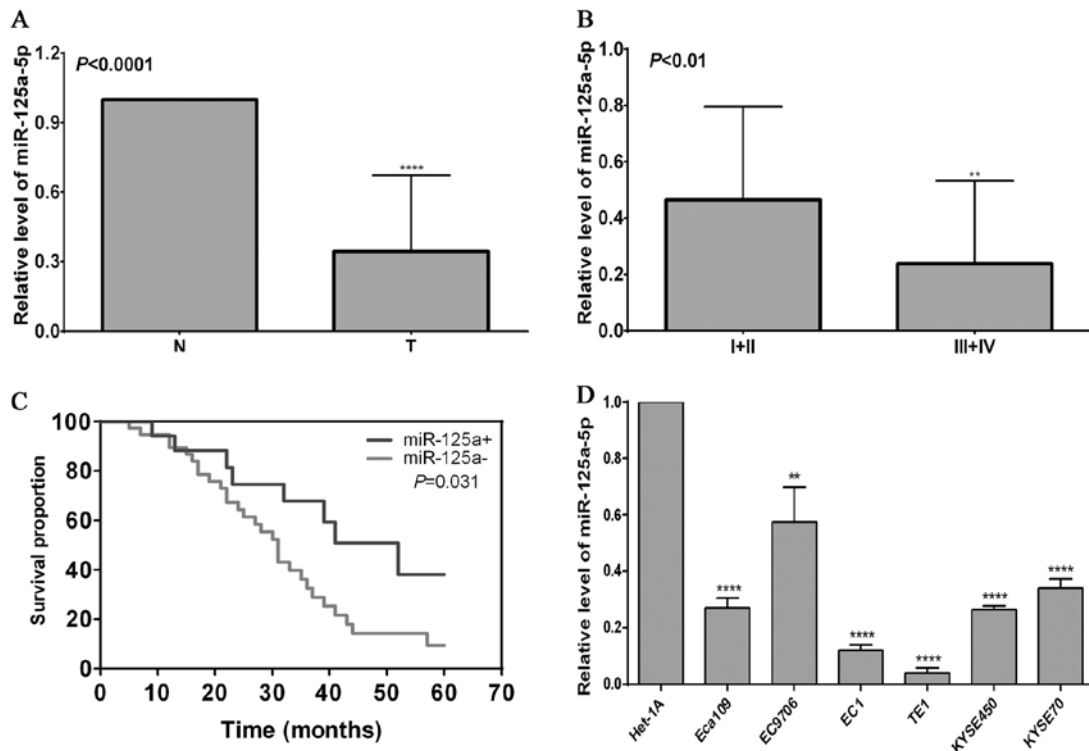 A
Relative level of miR-125a-5p
1.2
0.9
0.6
0.3
0.0
P<0.0001
****
N
T
B
Relative level of miR-125a-5p
1.0
0.8
0.6
0.4
0.2
0.0
P<0.01
**
I+II
III+IV
C
Survival proportion
100
80
60
40
20
0
miR-125a+
miR-125a-
P=0.031
0 10 20 30 40 50 60 70
Time (months)
D
Relative level of miR-125a-5p
1.0
0.8
0.6
0.4
0.2
0.0
****
**
****
****
****
****
Het-1A
Eca109
EC9706
EC1
TE1
KYSE450
KYSE70